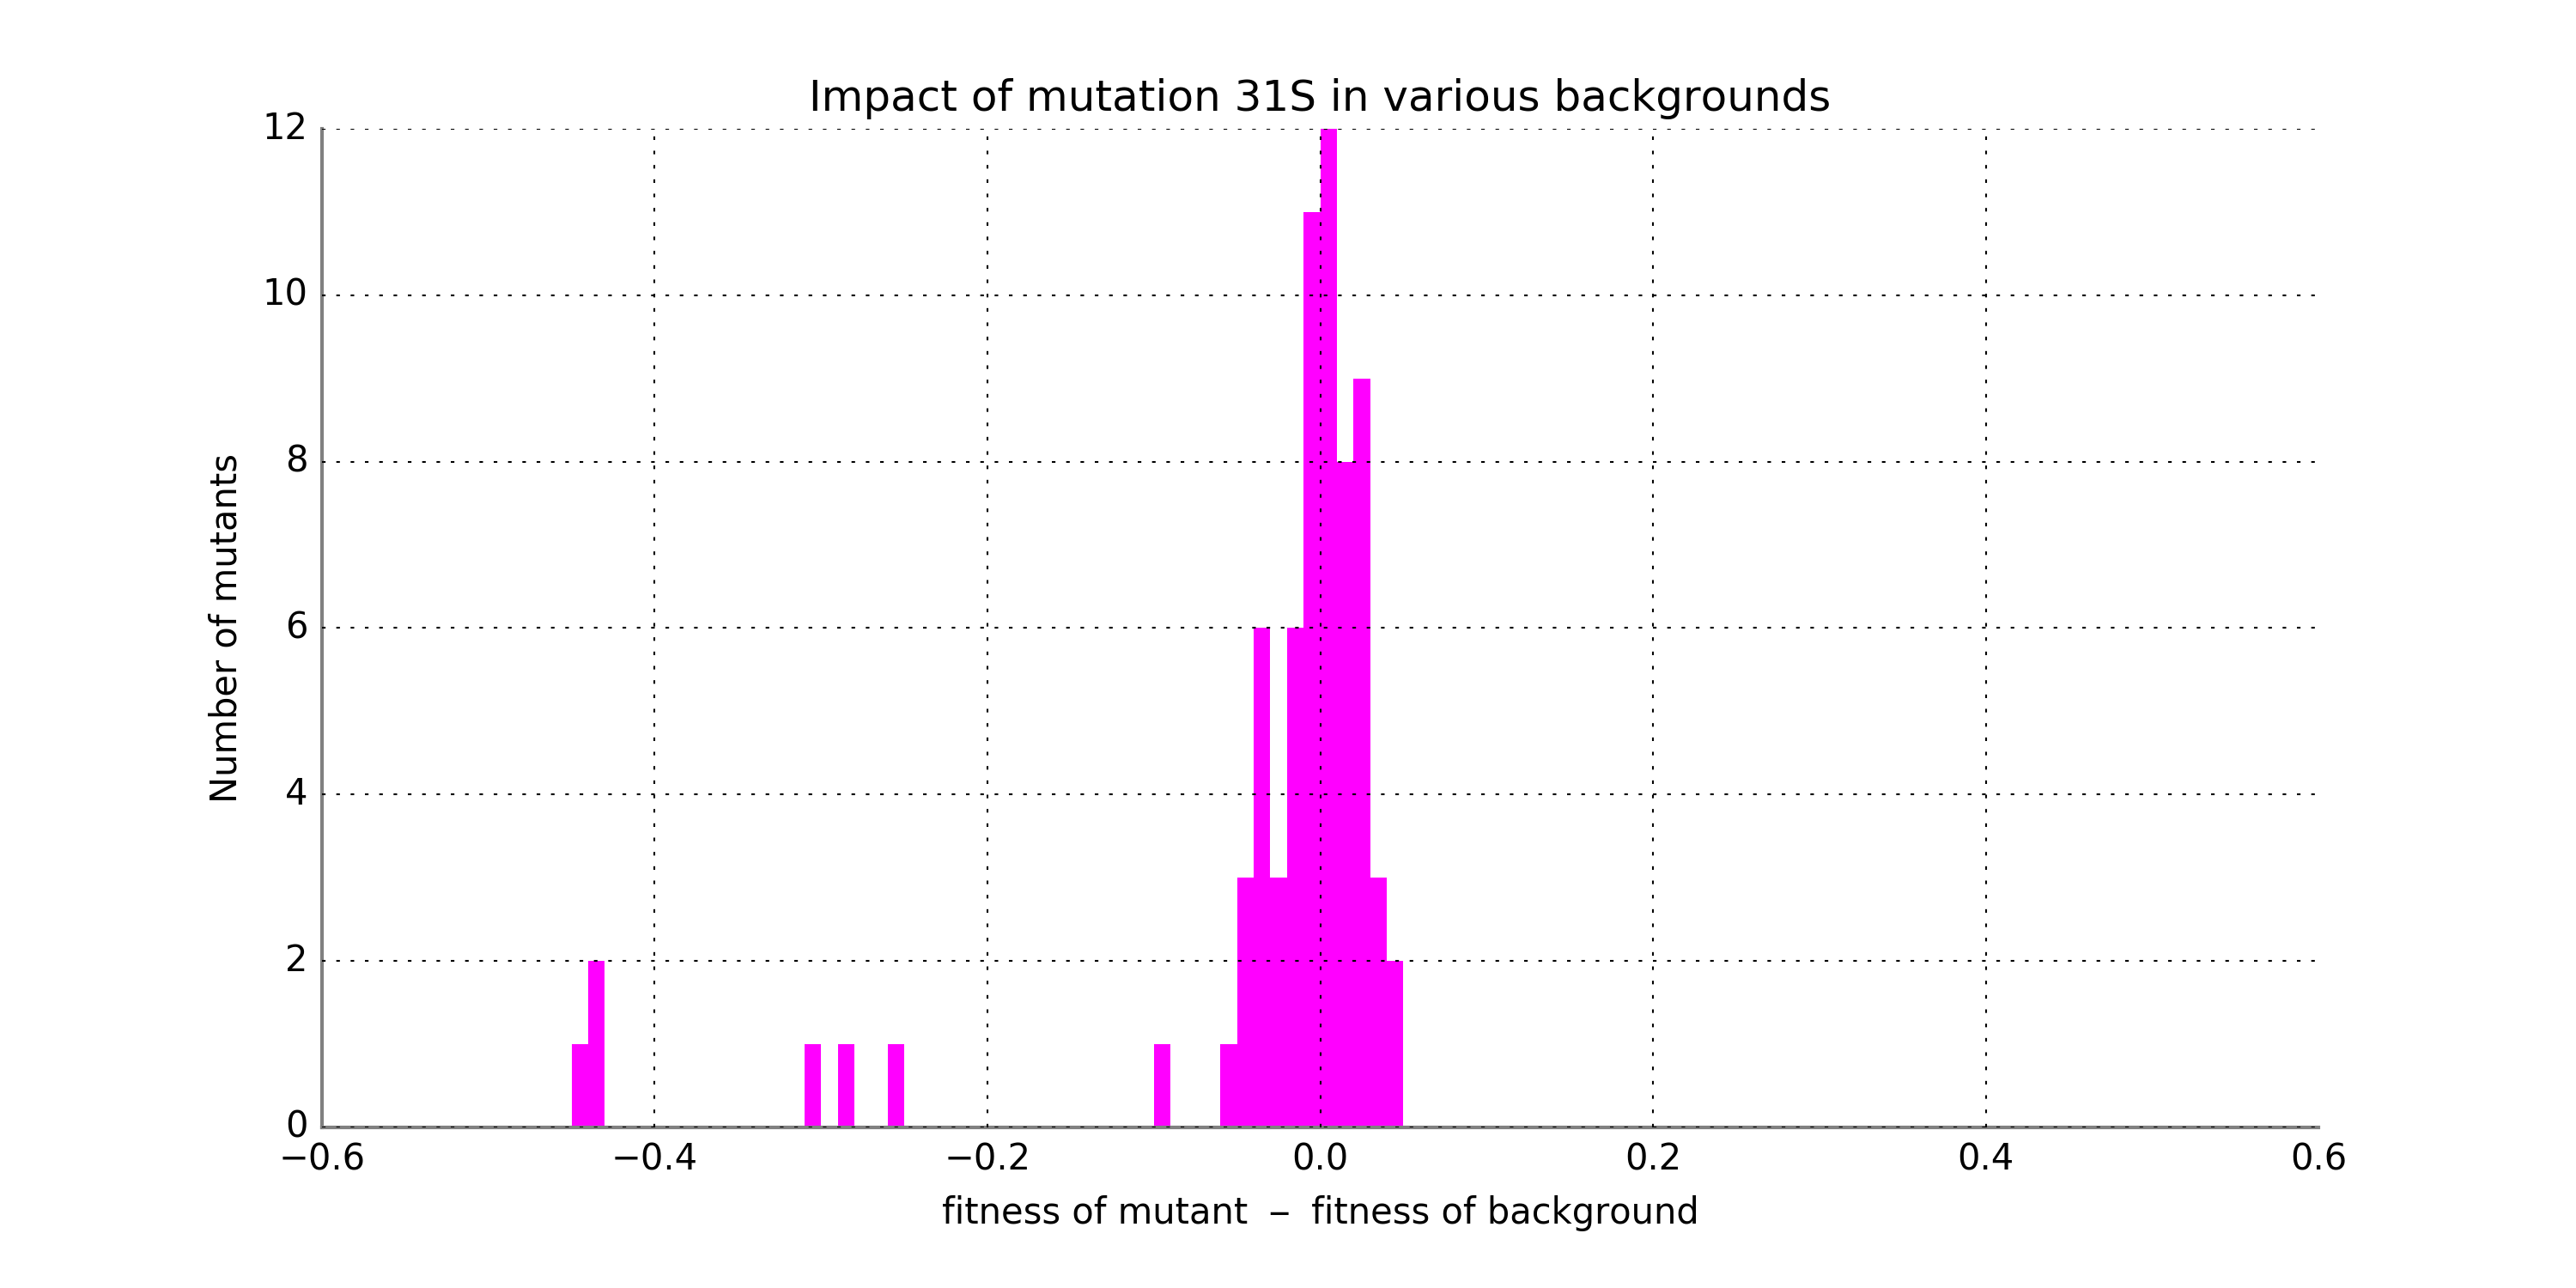 Impact of mutation 31S in various backgrounds
12
10
8
6
4
2
0
Number of mutants
−0.6 −0.4 −0.2 0.0 0.2 0.4 0.6
fitness of mutant − fitness of background